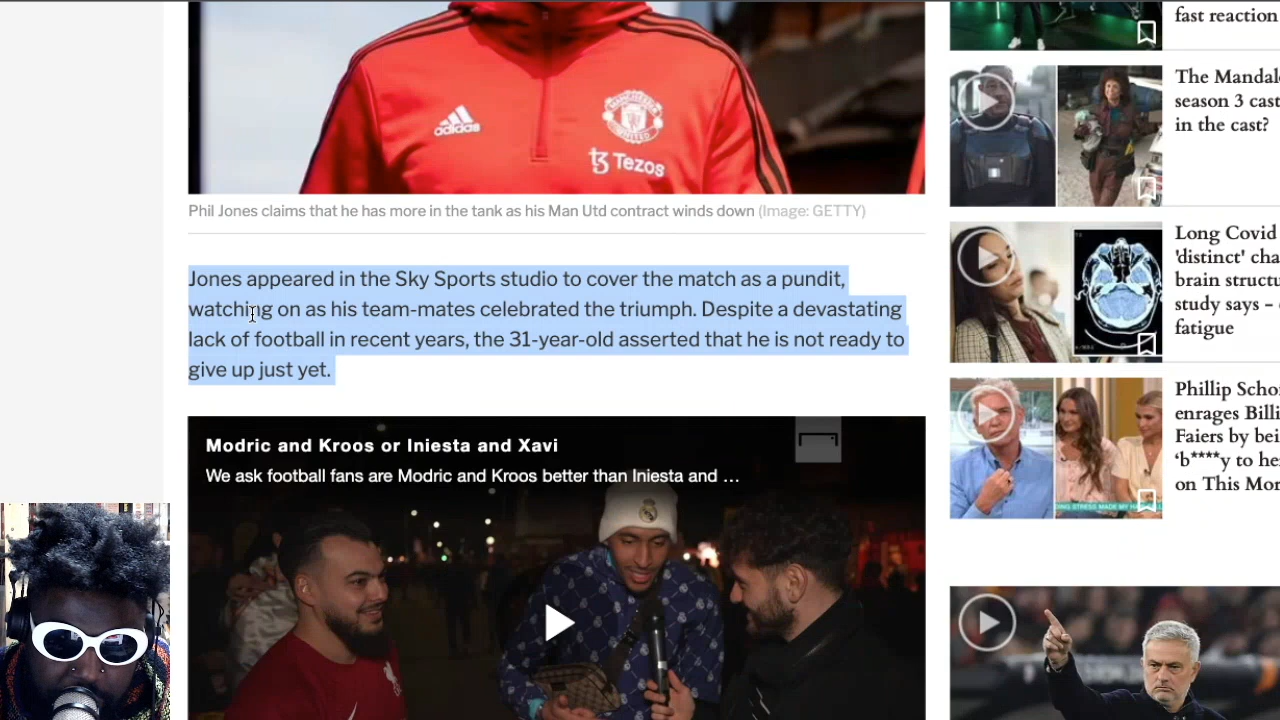 adidas
MANCHESTER
UNITED
Tezos
Phil Jones claims that he has more in the tank as his Man Utd contract winds down (Image: GETTY)
Jones appeared in the Sky Sports studio to cover the match as a pundit,
watching on as his team-mates celebrated the triumph. Despite a devastating
lack of football in recent years, the 31-year-old asserted that he is not ready to
give up just yet.
Modric and Kroos or Iniesta and Xavi
We ask football fans are Modric and Kroos better than Iniesta and ...
fast reaction
The Mandal
season 3 cast
in the cast?
Long Covid
'distinct' cha
brain structu
study says -
fatigue
Phillip Scho
enrages Billi
Faiers by bei
'b****y to he
on This Mor